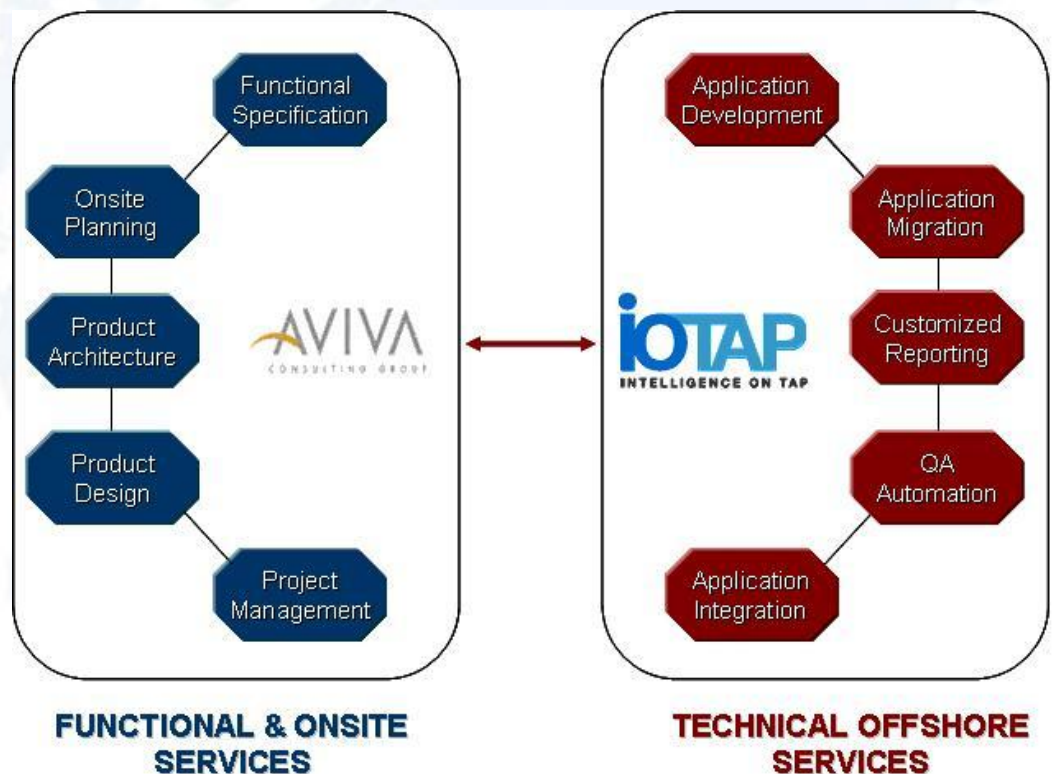 Functional
Specification
Onsite
Planning
Product
Architecture
Product
Design
Project
Management
AVIVA
CONSULTING GROUP
FUNCTIONAL & ONSITE
SERVICES
Application
Development
Application
Migration
Customized
Reporting
QA
Automation
Application
Integration
iOTAP
INTELLIGENCE ON TAP
TECHNICAL OFFSHORE
SERVICES